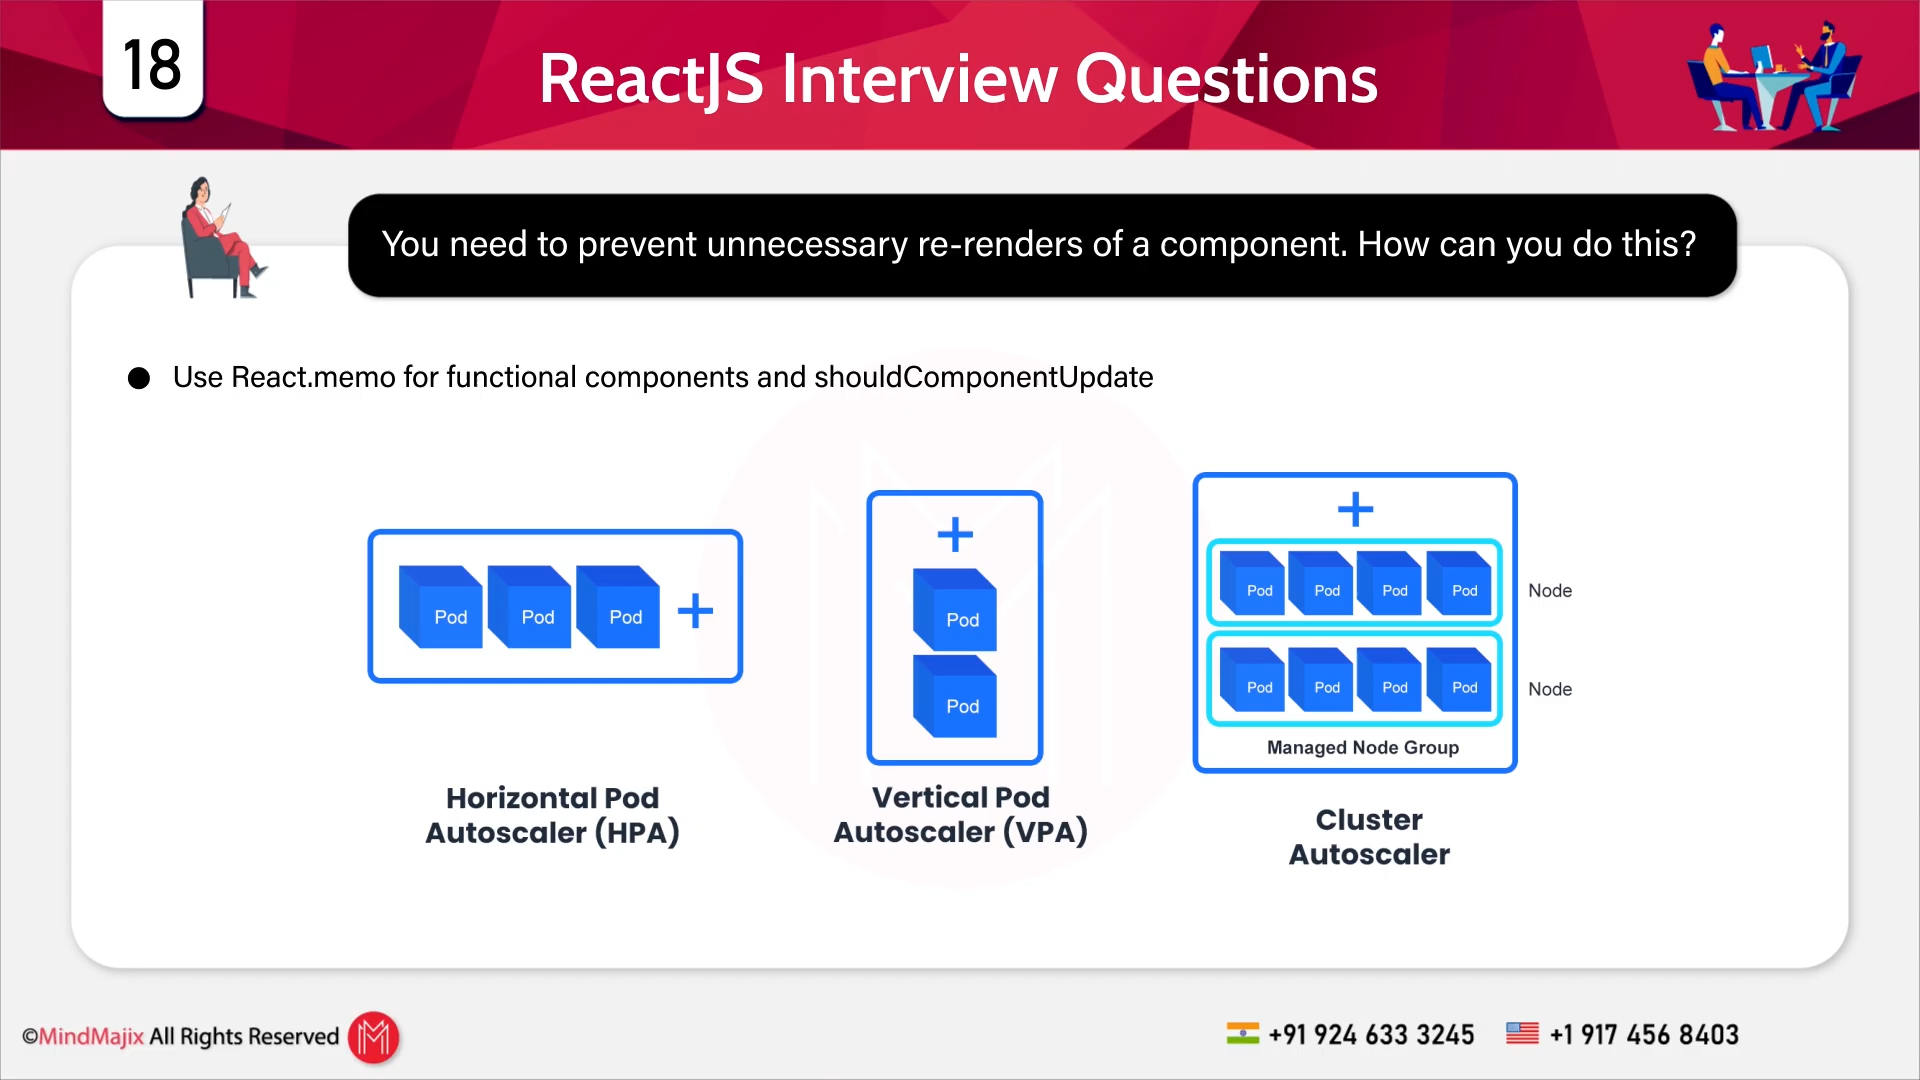 18
ReactJS Interview Questions
You need to prevent unnecessary re-renders of a component. How can you do this?
● Use React.memo for functional components and shouldComponentUpdate
Pod Pod Pod +
Horizontal Pod
Autoscaler (HPA)
+
Pod
Pod
Vertical Pod
Autoscaler (VPA)
+
Pod Pod Pod Pod Node
Pod Pod Pod Pod Node
Managed Node Group
Cluster
Autoscaler
©MindMajix All Rights Reserved
+91 924 633 3245 +1 917 456 8403